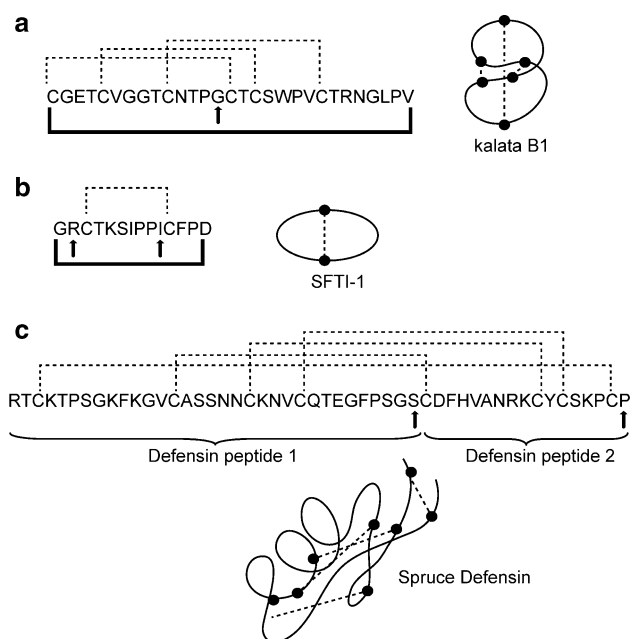 a
CGETCVGGTCNTPGCTCSWPVCTRNGLPV
kalata B1
b
GRCTKSIPPICFPD
SFTI-1
c
RTCKTPSGKFKGVCASSNNCKNVCQTEGFPSGSCDFHVANRKCYCSKPCP
Defensin peptide 1
Defensin peptide 2
Spruce Defensin